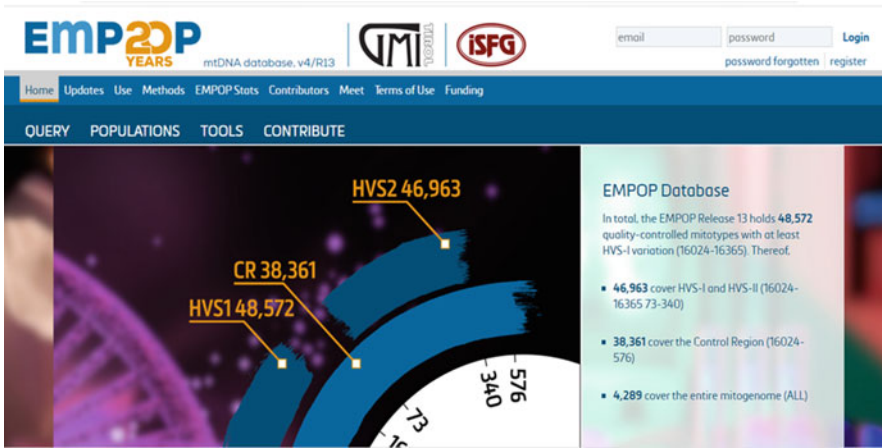 EMP20P
YEARS
mtDNA database, v4/R13
GMI
TIROL
iSFG
email
password
Login
password forgotten
register
Home Updates Use Methods EMPOP Stats Contributors Meet Terms of Use Funding
QUERY POPULATIONS TOOLS CONTRIBUTE
HVS2 46,963
CR 38,361
HVS1 48,572
576
340
73
EMPOP Database
In total, the EMPOP Release 13 holds 48,572
quality-controlled mitotypes with at least
HVS-I variation (16024-16365). Thereof,
▪ 46,963 cover HVS-I and HVS-II (16024-
16365 73-340)
▪ 38,361 cover the Control Region (16024-
576)
▪ 4,289 cover the entire mitogenome (ALL)